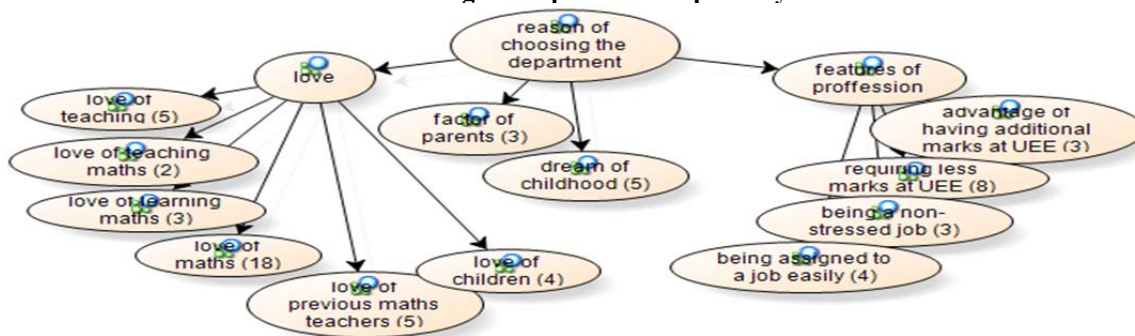 reason of
choosing the
department
love
features of
proffession
love of
teaching (5)
love of teaching
maths (2)
love of learning
maths (3)
love of
maths (18)
love of
previous maths
teachers (5)
love of
children (4)
factor of
parents (3)
dream of
childhood (5)
advantage of
having additional
marks at UEE (3)
requiring less
marks at UEE (8)
being a non-
stressed job (3)
being assigned to
a job easily (4)